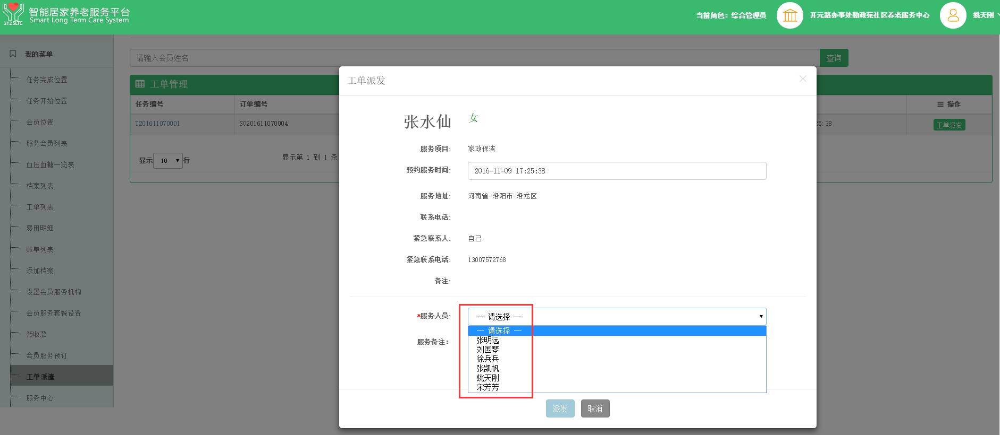 智能居家养老服务平台
Smart Long Term Care System
212SLTC
当前角色：综合管理员
开元路办事处勤政苑社区养老服务中心
姚天刚
我的菜单
任务完成位置
任务开始位置
会员位置
服务会员列表
血压血糖一览表
档案列表
工单列表
费用明细
账单列表
添加档案
设置会员服务机构
会员服务套餐设置
预收款
会员服务预订
工单派遣
服务中心
请输入会员姓名
查询
工单管理
任务编号 订单编号 操作
T201611070001 SO201611070004 25:38 工单派发
显示 10 行 显示第 1 到 1 条
工单派发
张水仙 女
服务项目: 家政保洁
预约服务时间: 2016-11-09 17:25:38
服务地址: 河南省-洛阳市-洛龙区
联系电话:
紧急联系人: 自己
紧急联系电话: 13007572768
备注:
*服务人员: — 请选择 —
— 请选择 —
服务备注:
张明远
刘国琴
徐兵兵
张凯帆
姚天刚
宋芳芳
派发 取消